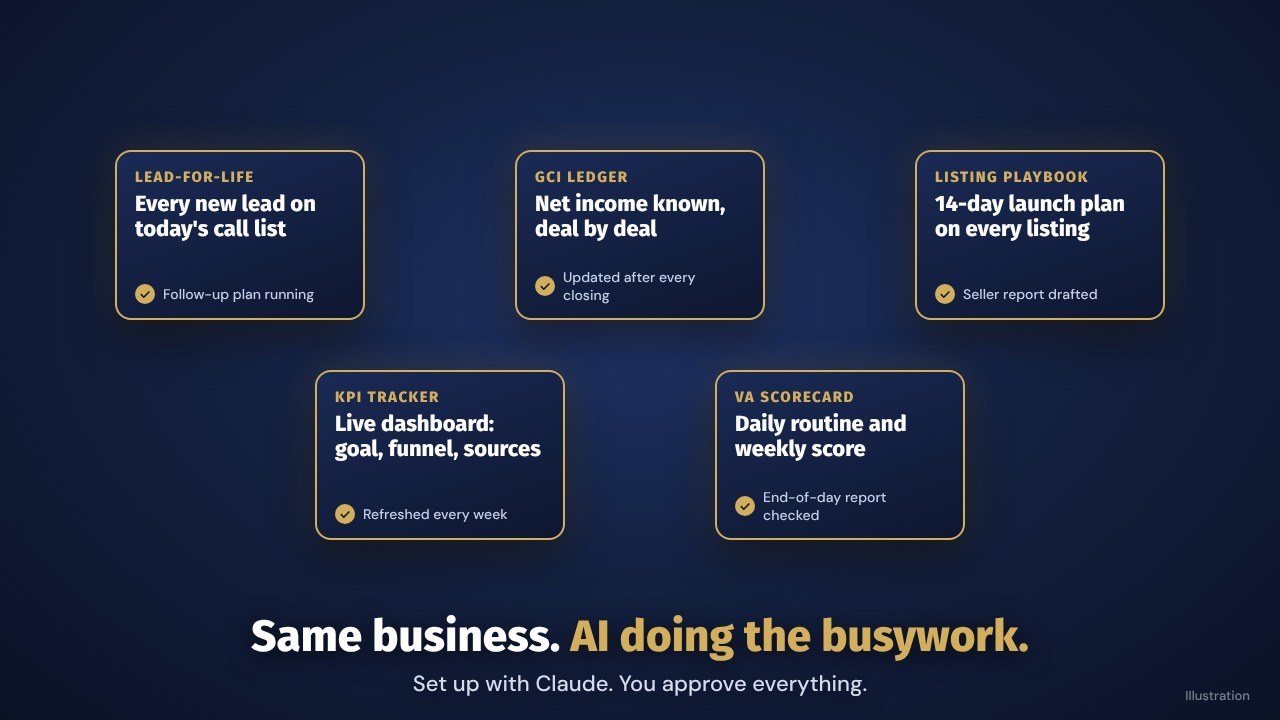 LEAD-FOR-LIFE
Every new lead on
today's call list
Follow-up plan running
GCI LEDGER
Net income known,
deal by deal
Updated after every
closing
LISTING PLAYBOOK
14-day launch plan
on every listing
Seller report drafted
KPI TRACKER
Live dashboard:
goal, funnel, sources
Refreshed every week
VA SCORECARD
Daily routine and
weekly score
End-of-day report
checked
Same business. AI doing the busywork.
Set up with Claude. You approve everything.
Illustration